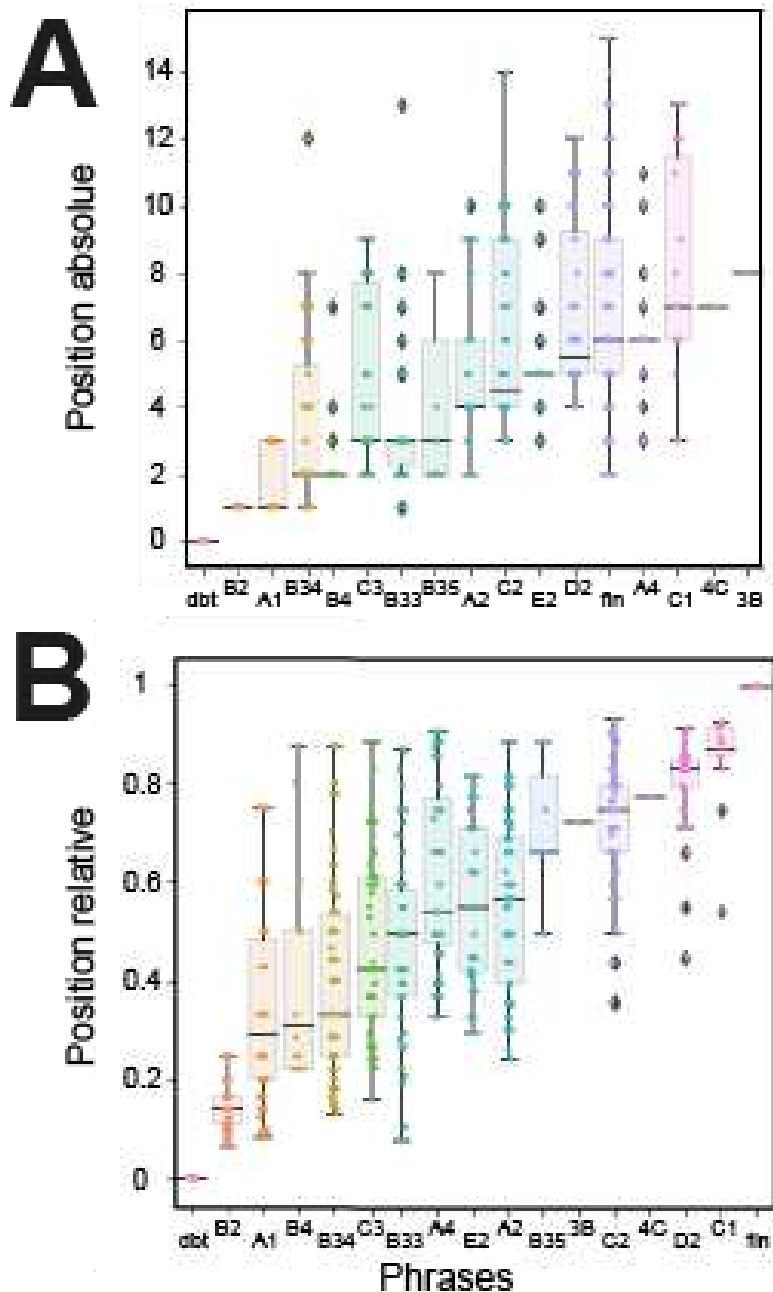 A
Position absolue
14
12
10
8
6
4
2
0
dbt B2 A1 B34 B4 C3 B33 B35 A2 C2 E2 D2 fin A4 C1 4C 3B
B
Position relative
1
0.8
0.6
0.4
0.2
0
dbt B2 A1 B4 B34 C3 B33 A4 E2 A2 B35 3B C2 4C D2 C1 fin
Phrases